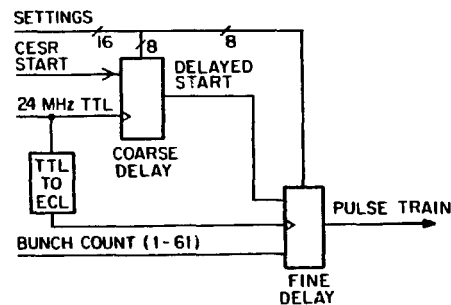 SETTINGS
16
8
8
CESR
START
DELAYED
START
24 MHz TTL
COARSE
DELAY
TTL
TO
ECL
PULSE TRAIN
BUNCH COUNT (1-61)
FINE
DELAY